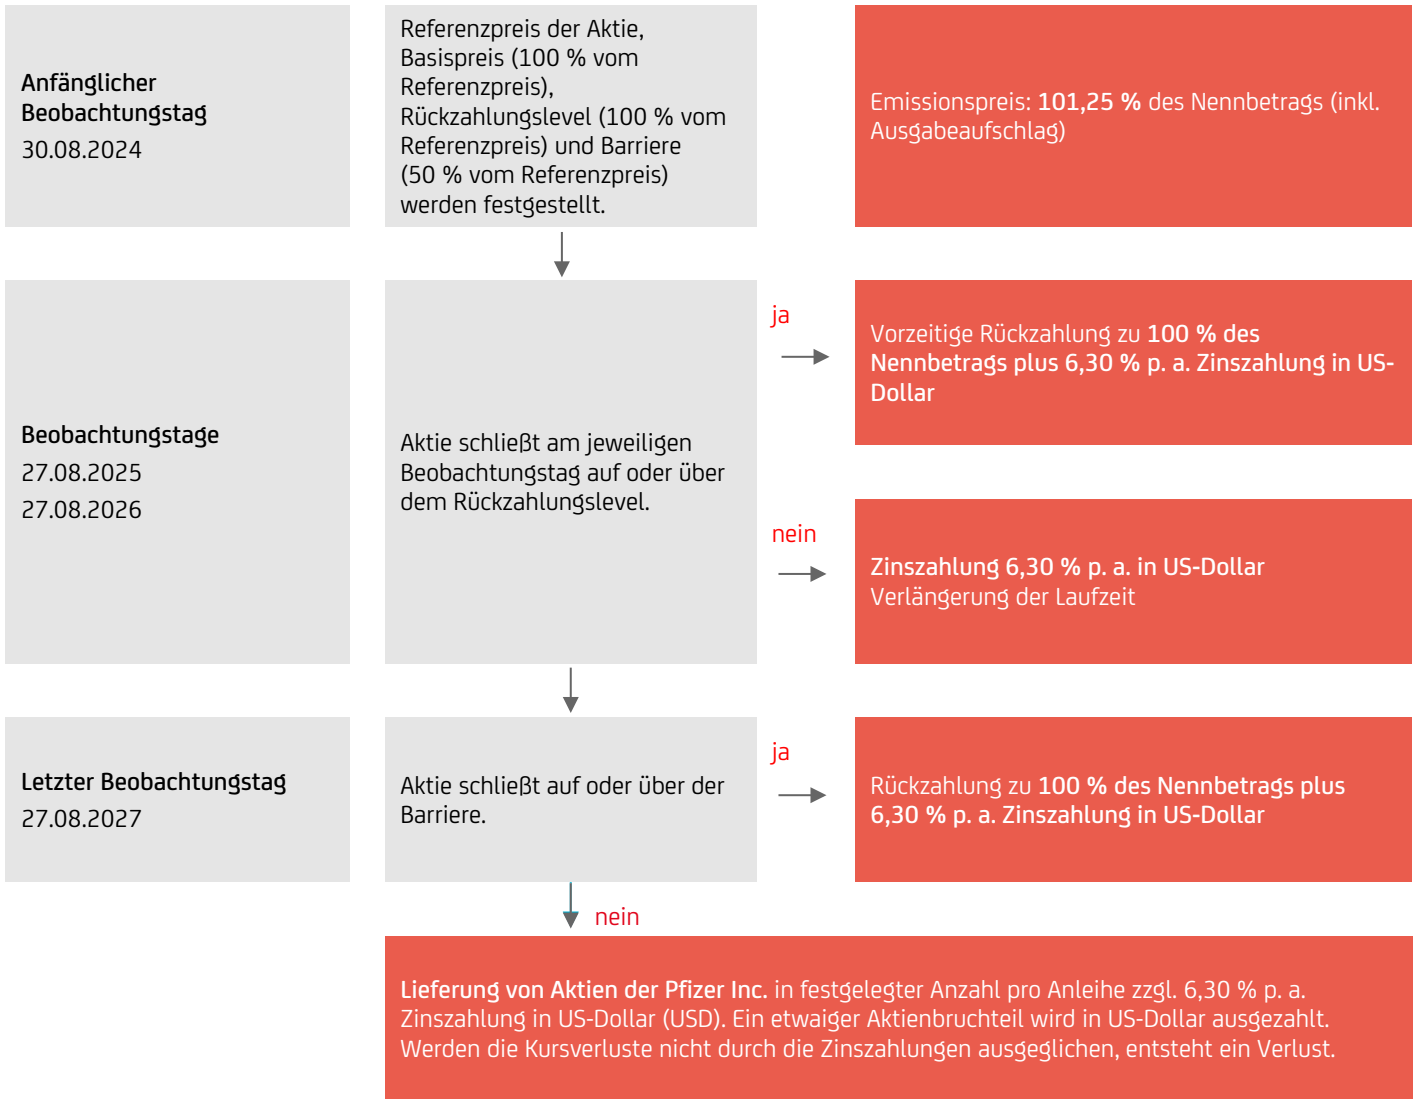 Anfänglicher
Beobachtungstag
30.08.2024
Referenzpreis der Aktie,
Basispreis (100 % vom
Referenzpreis),
Rückzahlungslevel (100 % vom
Referenzpreis) und Barriere
(50 % vom Referenzpreis)
werden festgestellt.
Emissionspreis: 101,25 % des Nennbetrags (inkl.
Ausgabeaufschlag)
Beobachtungstage
27.08.2025
27.08.2026
Aktie schließt am jeweiligen
Beobachtungstag auf oder über
dem Rückzahlungslevel.
ja
Vorzeitige Rückzahlung zu 100 % des
Nennbetrags plus 6,30 % p. a. Zinszahlung in US-
Dollar
nein
Zinszahlung 6,30 % p. a. in US-Dollar
Verlängerung der Laufzeit
Letzter Beobachtungstag
27.08.2027
Aktie schließt auf oder über der
Barriere.
ja
Rückzahlung zu 100 % des Nennbetrags plus
6,30 % p. a. Zinszahlung in US-Dollar
nein
Lieferung von Aktien der Pfizer Inc. in festgelegter Anzahl pro Anleihe zzgl. 6,30 % p. a.
Zinszahlung in US-Dollar (USD). Ein etwaiger Aktienbruchteil wird in US-Dollar ausgezahlt.
Werden die Kursverluste nicht durch die Zinszahlungen ausgeglichen, entsteht ein Verlust.